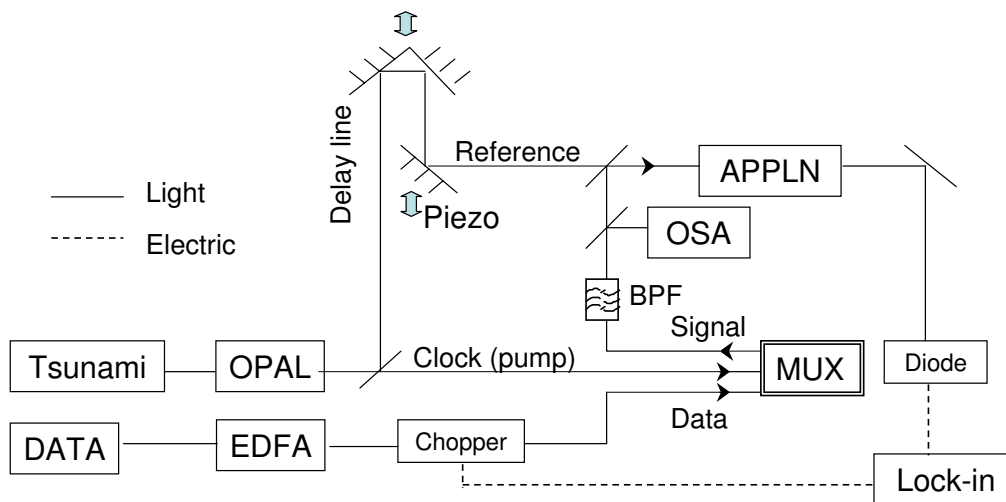 Delay line
Reference
APPLN
Light
Piezo
OSA
Electric
BPF
Signal
Tsunami
OPAL
Clock (pump)
MUX
Diode
Data
DATA
EDFA
Chopper
Lock-in